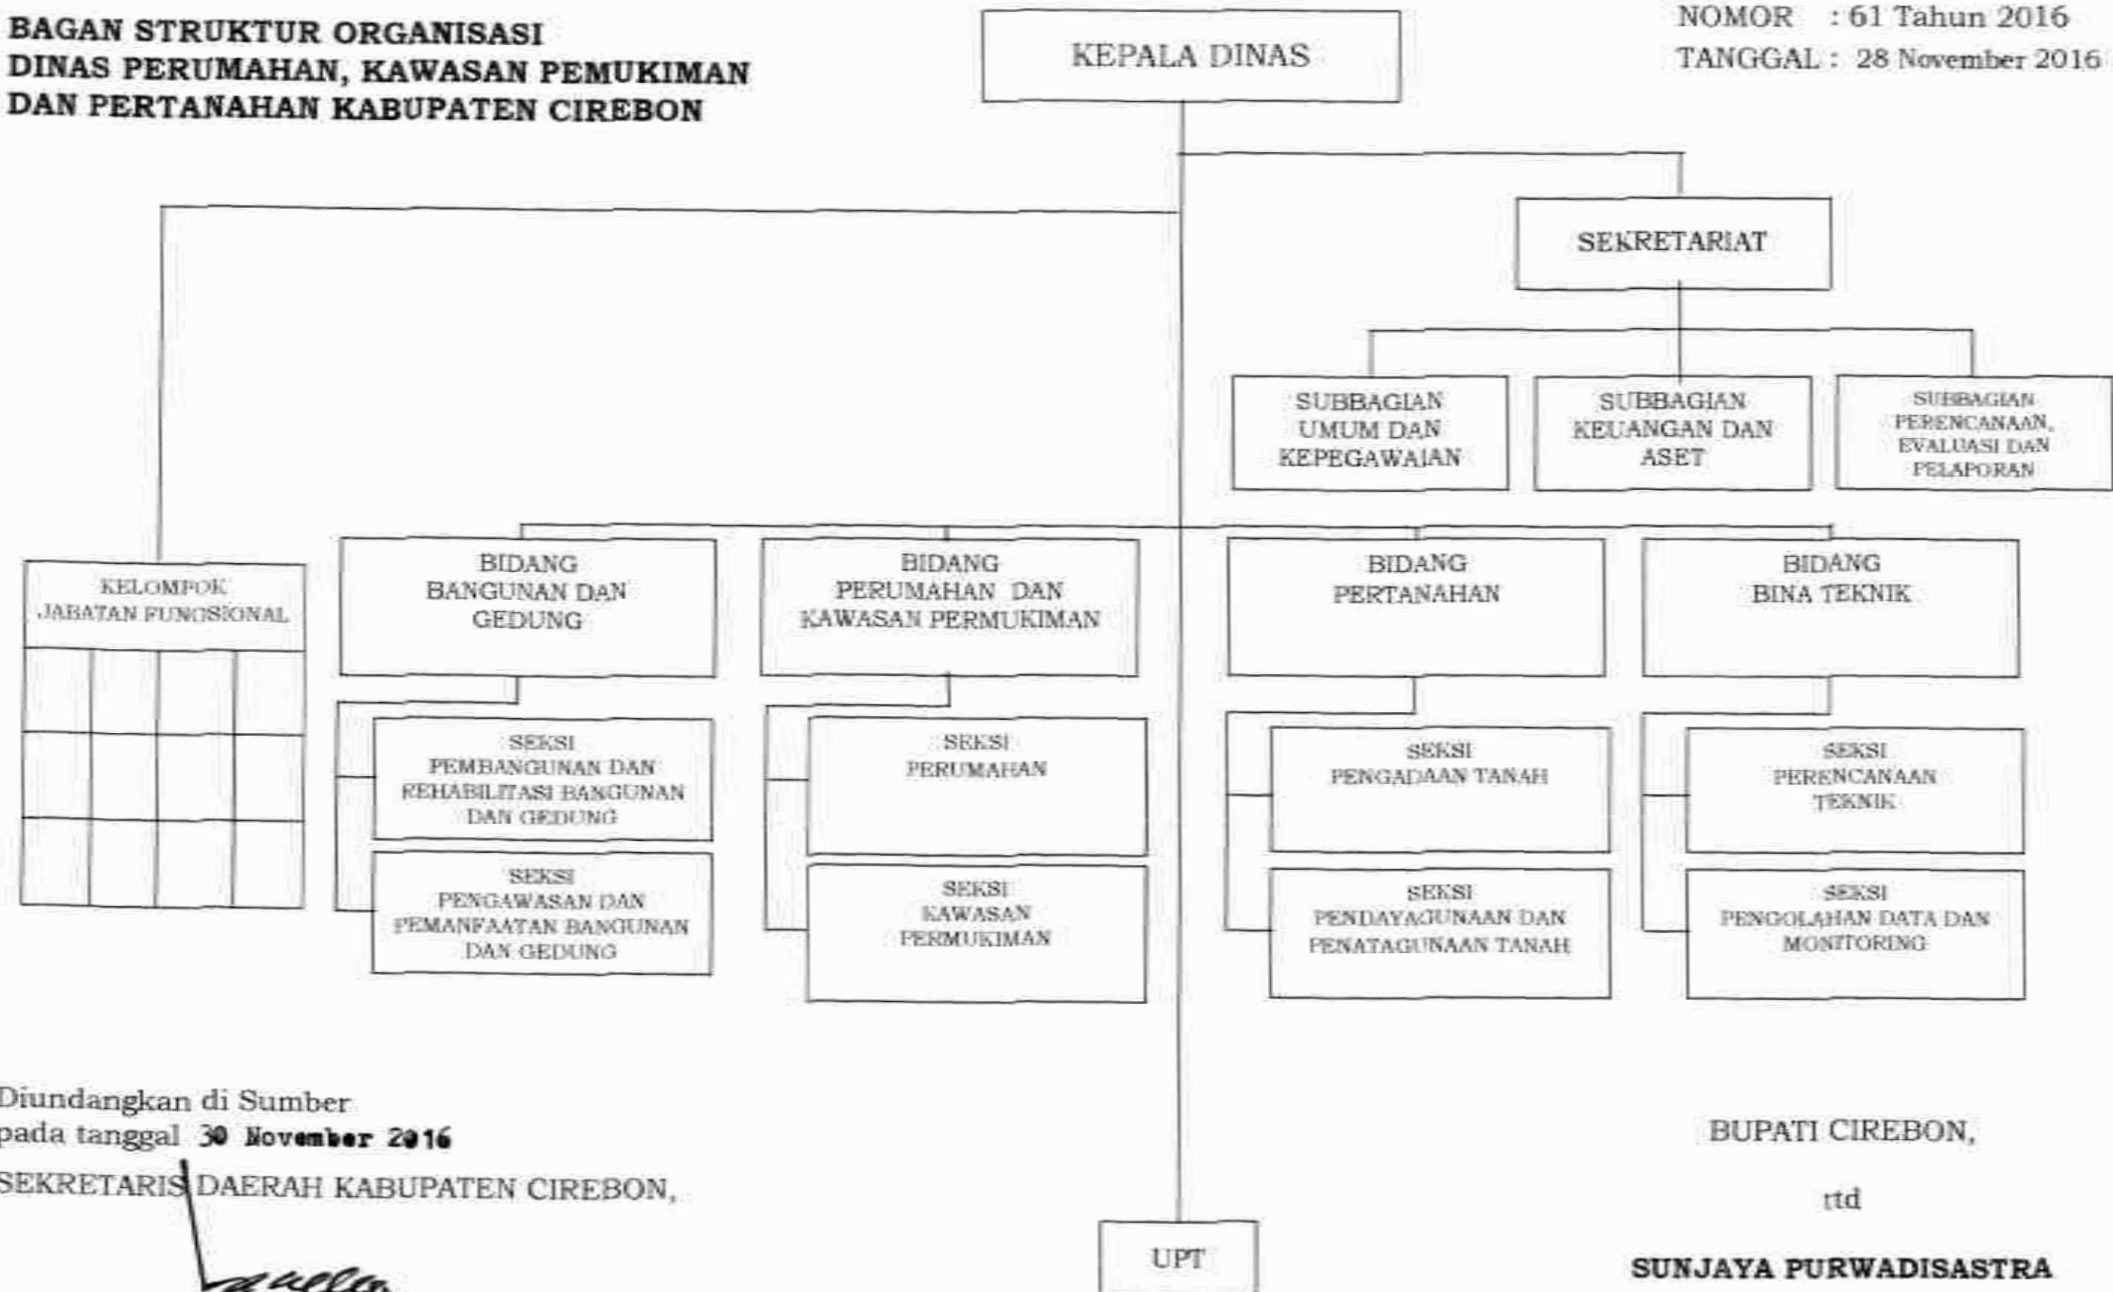 BAGAN STRUKTUR ORGANISASI
DINAS PERUMAHAN, KAWASAN PEMUKIMAN
DAN PERTANAHAN KABUPATEN CIREBON
KEPALA DINAS
NOMOR : 61 Tahun 2016
TANGGAL : 28 November 2016
SEKRETARIAT
SUBBAGIAN
UMUM DAN
KEPEGAWAIAN
SUBBAGIAN
KEUANGAN DAN
ASET
SUBBAGIAN
PERENCANAAN,
EVALUASI DAN
PELAPORAN
KELOMPOK
JABATAN FUNGSIONAL
BIDANG
BANGUNAN DAN
GEDUNG
BIDANG
PERUMAHAN DAN
KAWASAN PERMUKIMAN
BIDANG
PERTANAHAN
BIDANG
BINA TEKNIK
SEKSI
PEMBANGUNAN DAN
REHABILITASI BANGUNAN
DAN GEDUNG
SEKSI
PERUMAHAN
SEKSI
PENGADAAN TANAH
SEKSI
PERENCANAAN
TEKNIK
SEKSI
PENGAWASAN DAN
PEMANFAATAN BANGUNAN
DAN GEDUNG
SEKSI
KAWASAN
PERMUKIMAN
SEKSI
PENDAYAGUNAAN DAN
PENATAGUNAAN TANAH
SEKSI
PENGOLAHAN DATA DAN
MONITORING
Diundangkan di Sumber
pada tanggal 30 November 2016
SEKRETARIS DAERAH KABUPATEN CIREBON,
UPT
BUPATI CIREBON,
ttd
SUNJAYA PURWADISASTRA